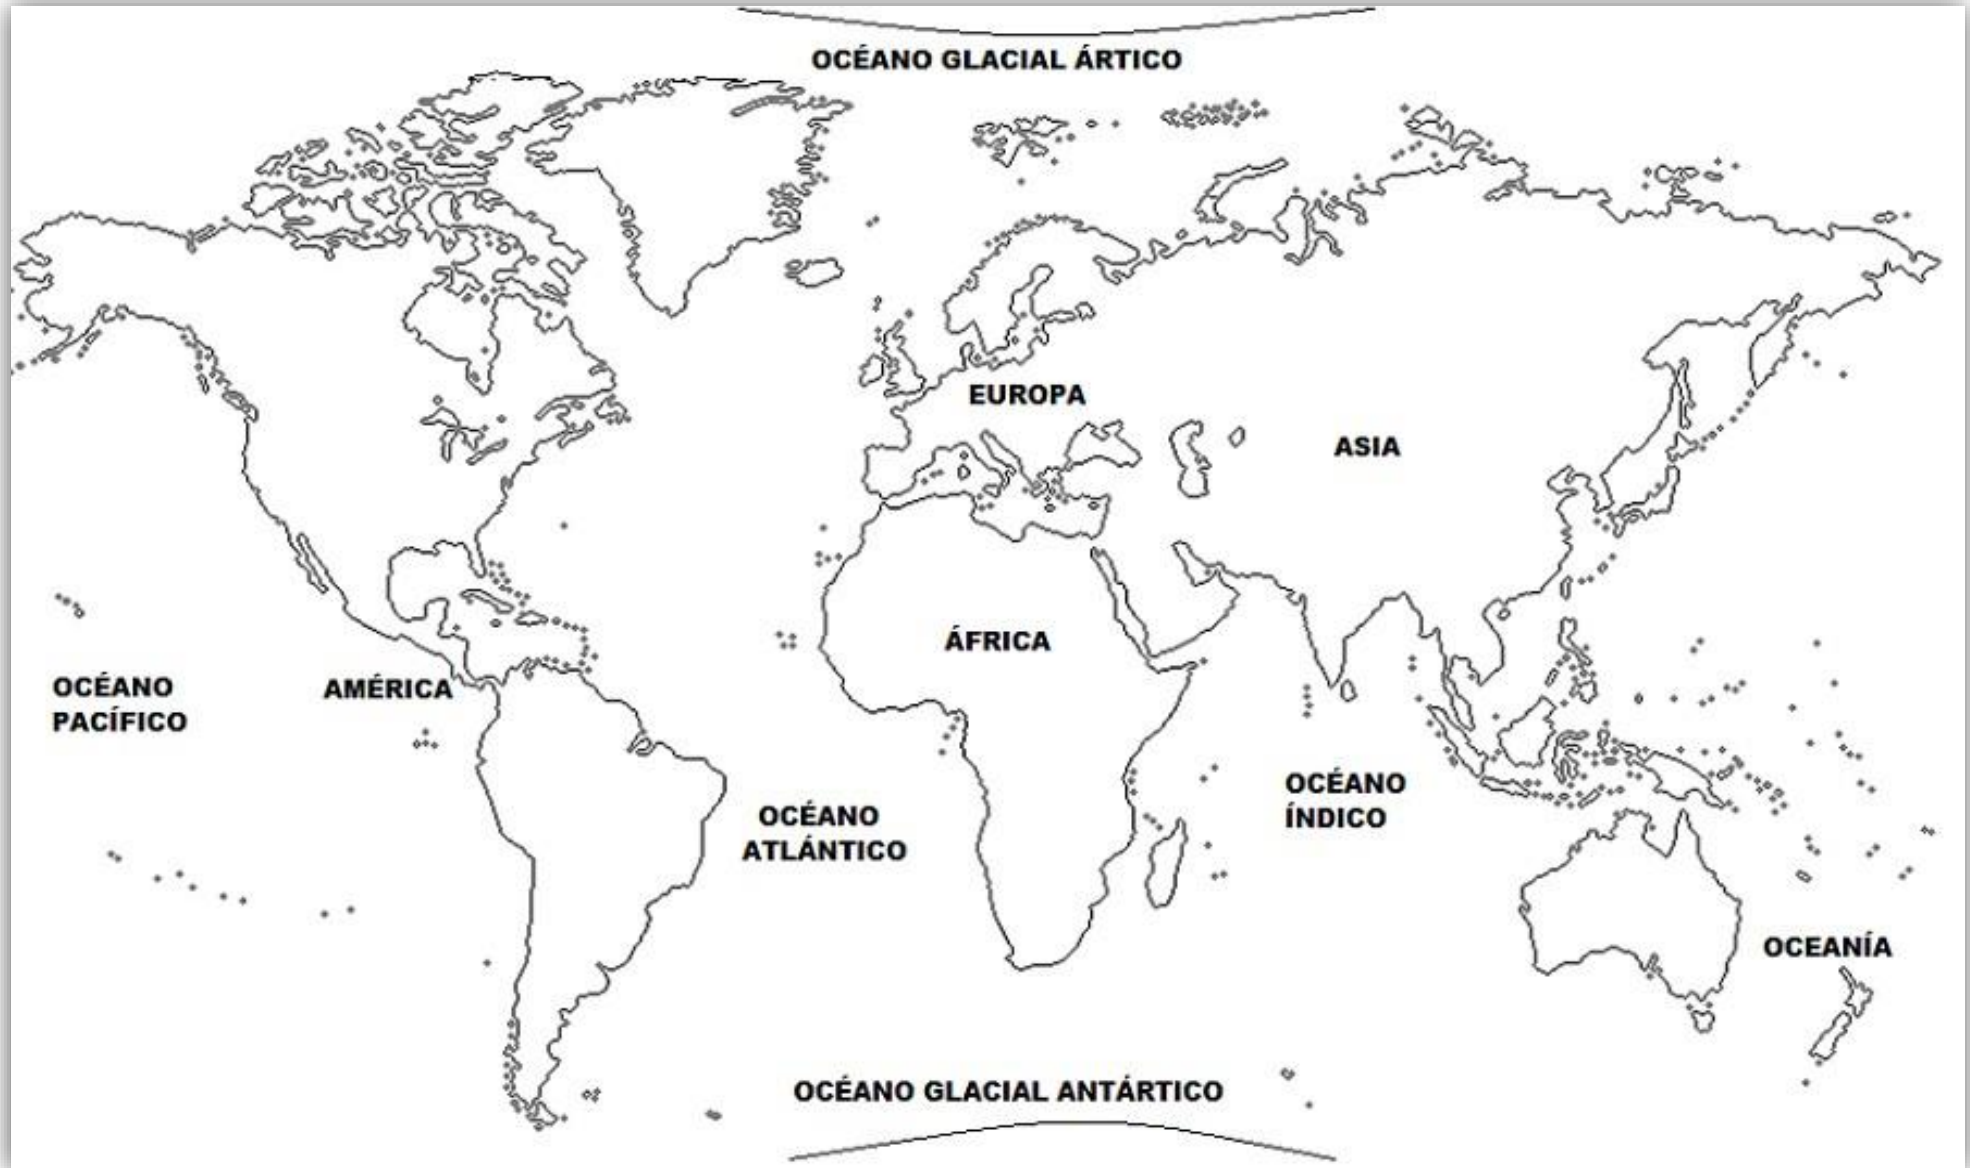 OCÉANO GLACIAL ÁRTICO
EUROPA
ASIA
ÁFRICA
OCÉANO
PACÍFICO
AMÉRICA
OCÉANO
ATLÁNTICO
OCÉANO
ÍNDICO
OCEANÍA
OCÉANO GLACIAL ANTÁRTICO